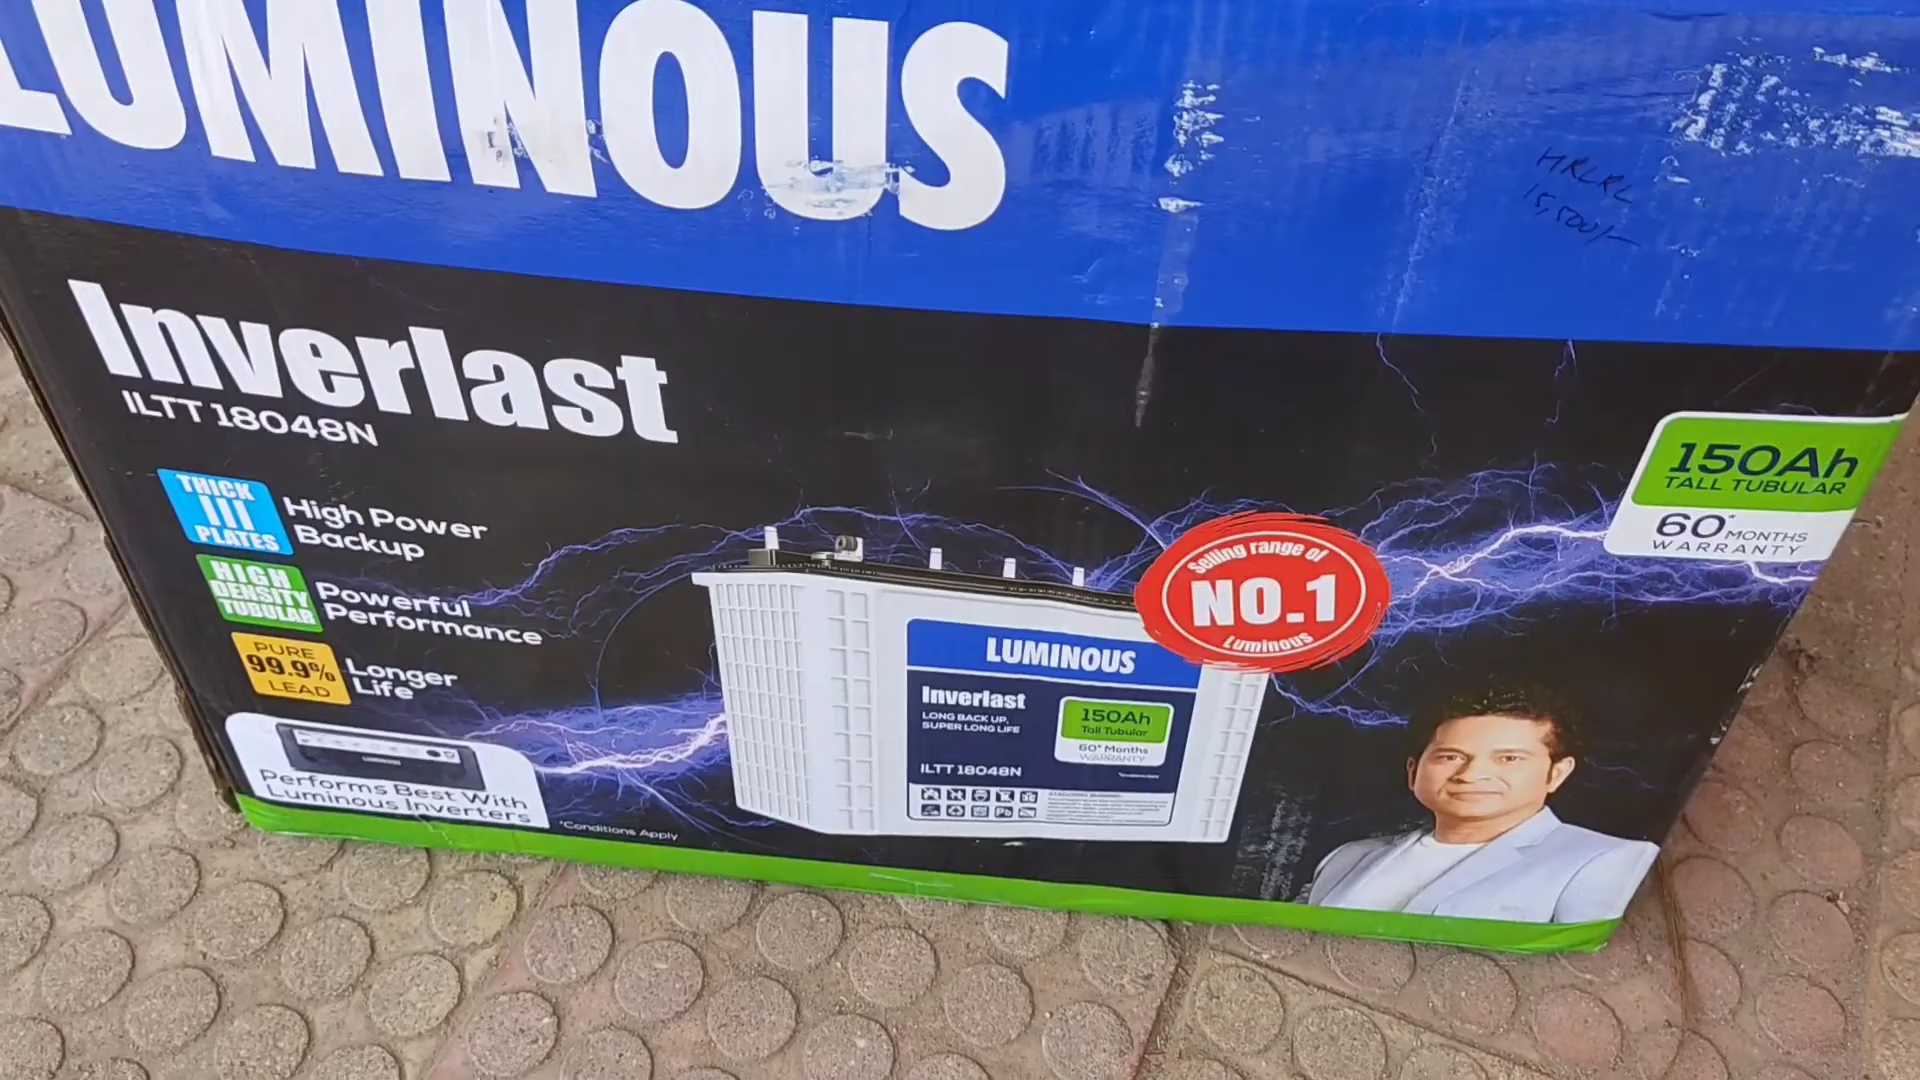 LUMINOUS
HRLRL
15,500/-
Inverlast
ILTT 18048N
THICK
PLATES
High Power
Backup
HIGH
DENSITY
TUBULAR
Powerful
Performance
PURE
99.9%
LEAD
Longer
Life
Performs Best With
Luminous Inverters
*Conditions Apply
150Ah
TALL TUBULAR
60* MONTHS
WARRANTY
Selling range of
NO.1
Luminous
LUMINOUS
Inverlast
LONG BACK UP,
SUPER LONG LIFE
150Ah
Tall Tubular
60* Months
WARRANTY
ILTT 18048N
Pb